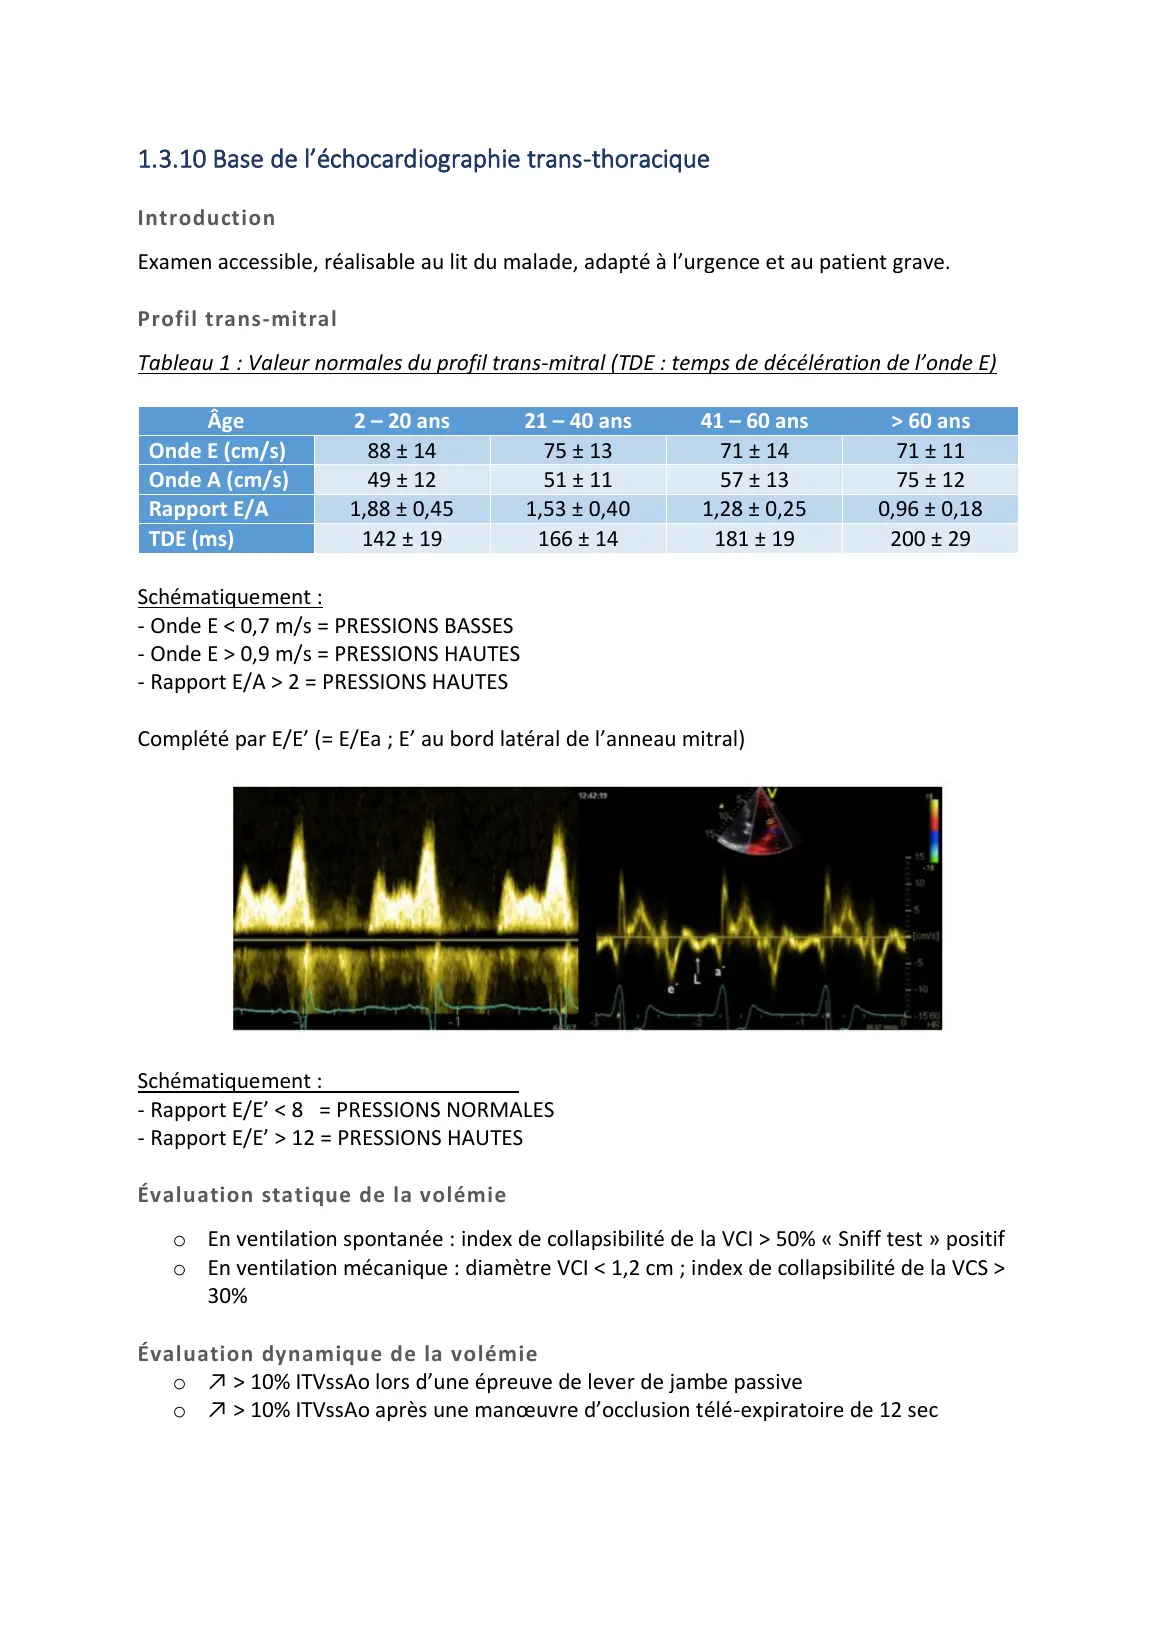 1.3.10 Base de l’échocardiographie trans-thoracique
Introduction
Examen accessible, réalisable au lit du malade, adapté à l’urgence et au patient grave.
Profil trans-mitral
Tableau 1 : Valeur normales du profil trans-mitral (TDE : temps de décélération de l’onde E)
Âge 2 – 20 ans 21 – 40 ans 41 – 60 ans > 60 ans
Onde E (cm/s) 88 ± 14 75 ± 13 71 ± 14 71 ± 11
Onde A (cm/s) 49 ± 12 51 ± 11 57 ± 13 75 ± 12
Rapport E/A 1,88 ± 0,45 1,53 ± 0,40 1,28 ± 0,25 0,96 ± 0,18
TDE (ms) 142 ± 19 166 ± 14 181 ± 19 200 ± 29
Schématiquement :
- Onde E < 0,7 m/s = PRESSIONS BASSES
- Onde E > 0,9 m/s = PRESSIONS HAUTES
- Rapport E/A > 2 = PRESSIONS HAUTES
Complété par E/E’ (= E/Ea ; E’ au bord latéral de l’anneau mitral)
12:42:19
V
15
10
5
[cm/s]
-5
-10
e´ L a´
-1
Schématiquement :
- Rapport E/E’ < 8 = PRESSIONS NORMALES
- Rapport E/E’ > 12 = PRESSIONS HAUTES
Évaluation statique de la volémie
o En ventilation spontanée : index de collapsibilité de la VCI > 50% « Sniff test » positif
o En ventilation mécanique : diamètre VCI < 1,2 cm ; index de collapsibilité de la VCS >
30%
Évaluation dynamique de la volémie
o ↗ > 10% ITVssAo lors d’une épreuve de lever de jambe passive
o ↗ > 10% ITVssAo après une manœuvre d’occlusion télé-expiratoire de 12 sec